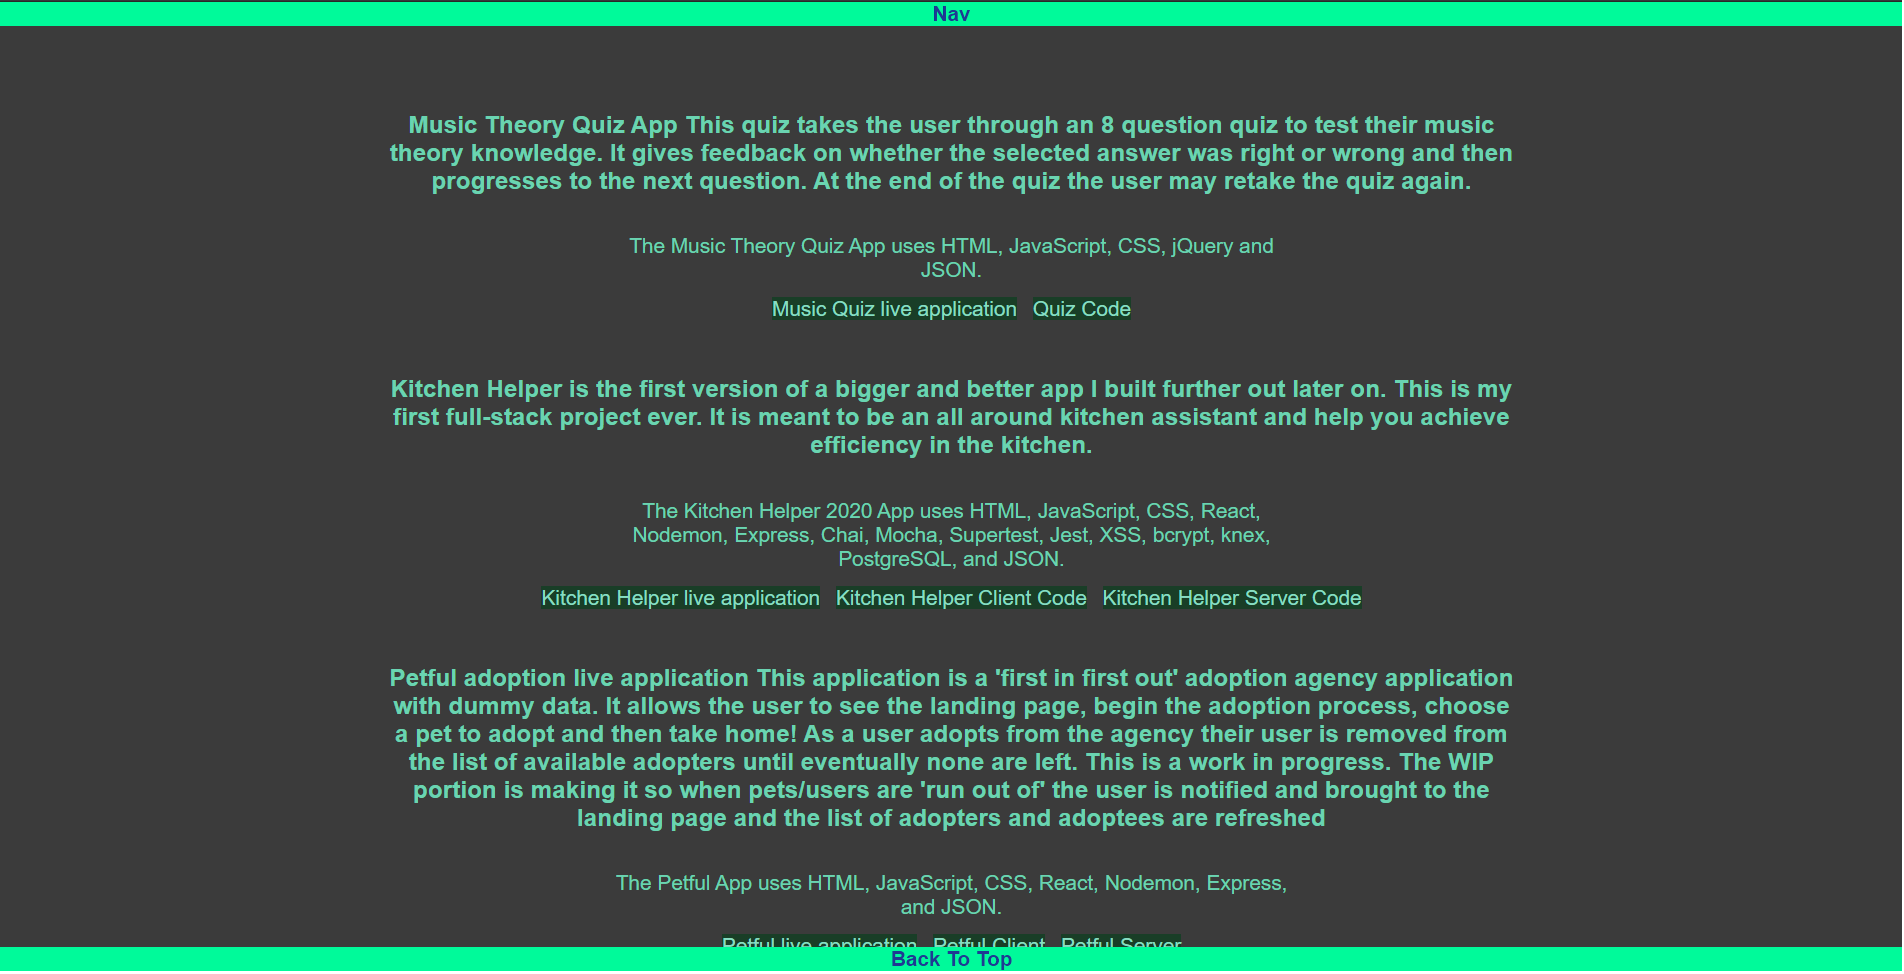 Nav
Music Theory Quiz App This quiz takes the user through an 8 question quiz to test their music
theory knowledge. It gives feedback on whether the selected answer was right or wrong and then
progresses to the next question. At the end of the quiz the user may retake the quiz again.
The Music Theory Quiz App uses HTML, JavaScript, CSS, jQuery and
JSON.
Music Quiz live application Quiz Code
Kitchen Helper is the first version of a bigger and better app I built further out later on. This is my
first full-stack project ever. It is meant to be an all around kitchen assistant and help you achieve
efficiency in the kitchen.
The Kitchen Helper 2020 App uses HTML, JavaScript, CSS, React,
Nodemon, Express, Chai, Mocha, Supertest, Jest, XSS, bcrypt, knex,
PostgreSQL, and JSON.
Kitchen Helper live application Kitchen Helper Client Code Kitchen Helper Server Code
Petful adoption live application This application is a 'first in first out' adoption agency application
with dummy data. It allows the user to see the landing page, begin the adoption process, choose
a pet to adopt and then take home! As a user adopts from the agency their user is removed from
the list of available adopters until eventually none are left. This is a work in progress. The WIP
portion is making it so when pets/users are 'run out of' the user is notified and brought to the
landing page and the list of adopters and adoptees are refreshed
The Petful App uses HTML, JavaScript, CSS, React, Nodemon, Express,
and JSON.
Petful live application Petful Client Petful Server
Back To Top